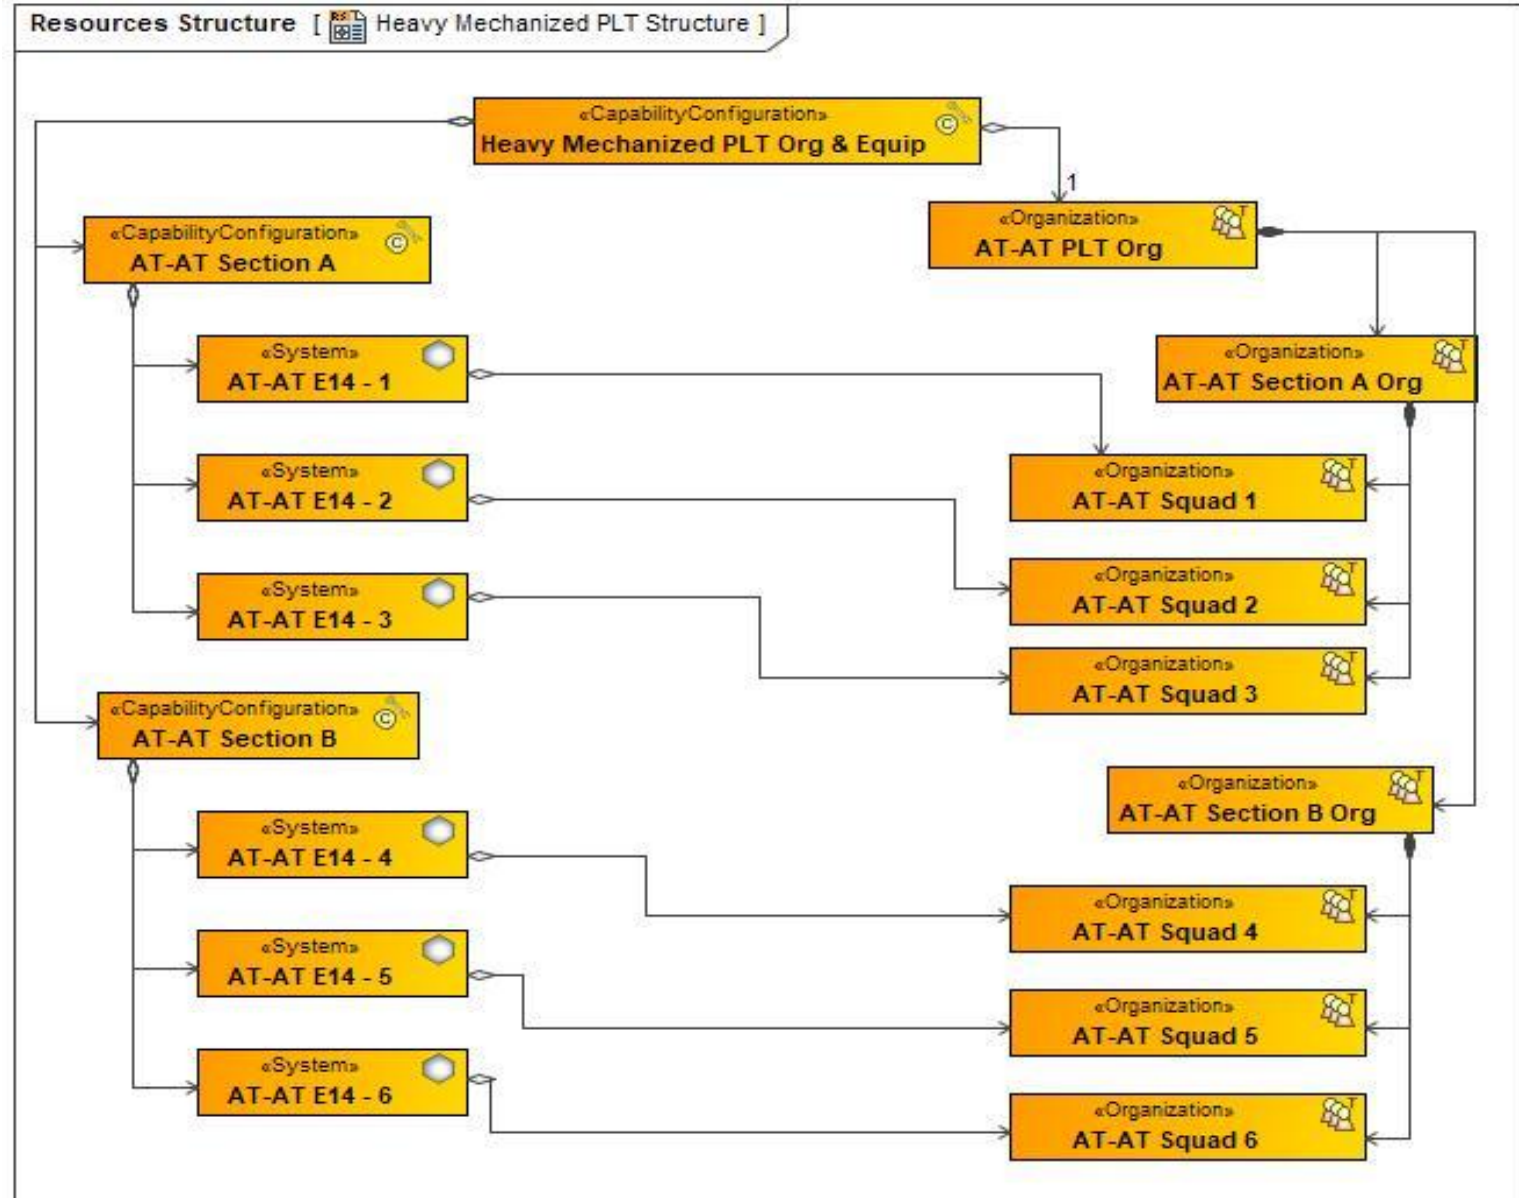 Resources Structure [ Heavy Mechanized PLT Structure ]
«CapabilityConfiguration»
Heavy Mechanized PLT Org & Equip
1
«Organization»
AT-AT PLT Org
«CapabilityConfiguration»
AT-AT Section A
«System»
AT-AT E14 - 1
«Organization»
AT-AT Section A Org
«System»
AT-AT E14 - 2
«Organization»
AT-AT Squad 1
«System»
AT-AT E14 - 3
«Organization»
AT-AT Squad 2
«Organization»
AT-AT Squad 3
«CapabilityConfiguration»
AT-AT Section B
«Organization»
AT-AT Section B Org
«System»
AT-AT E14 - 4
«Organization»
AT-AT Squad 4
«System»
AT-AT E14 - 5
«Organization»
AT-AT Squad 5
«System»
AT-AT E14 - 6
«Organization»
AT-AT Squad 6